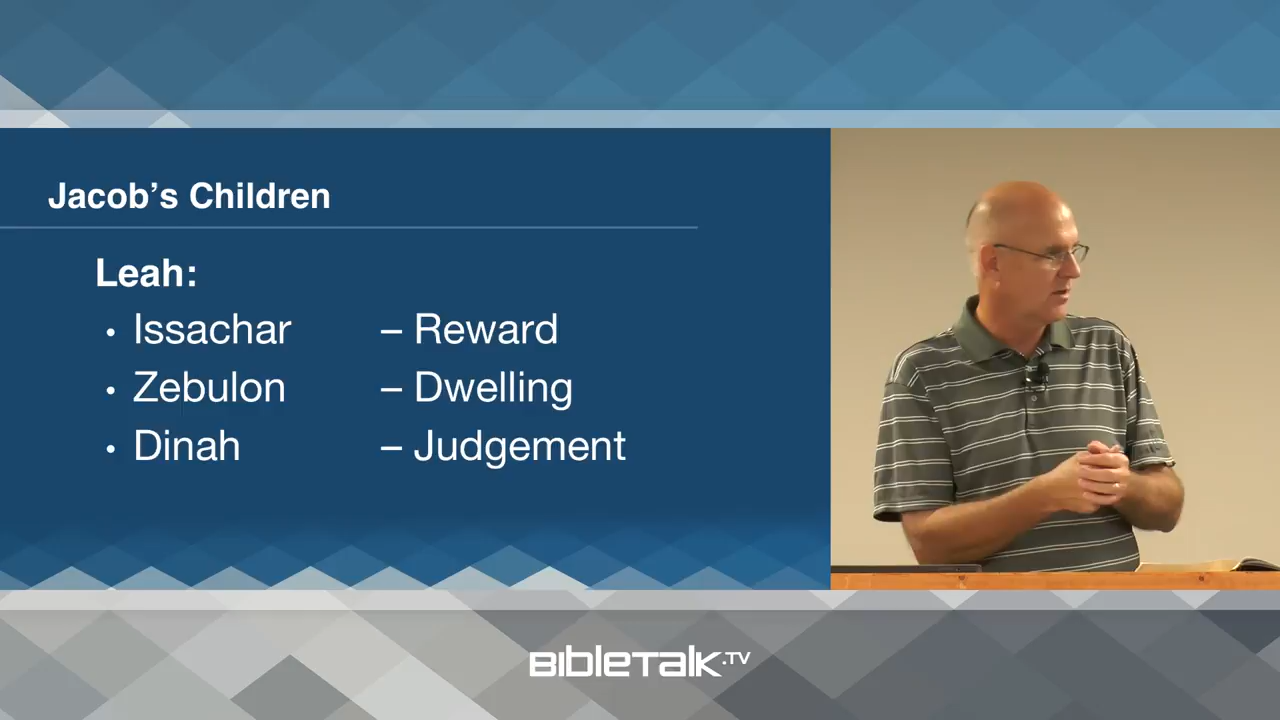 Jacob’s Children
Leah:
• Issachar – Reward
• Zebulon – Dwelling
• Dinah – Judgement
BIBLETALK.TV